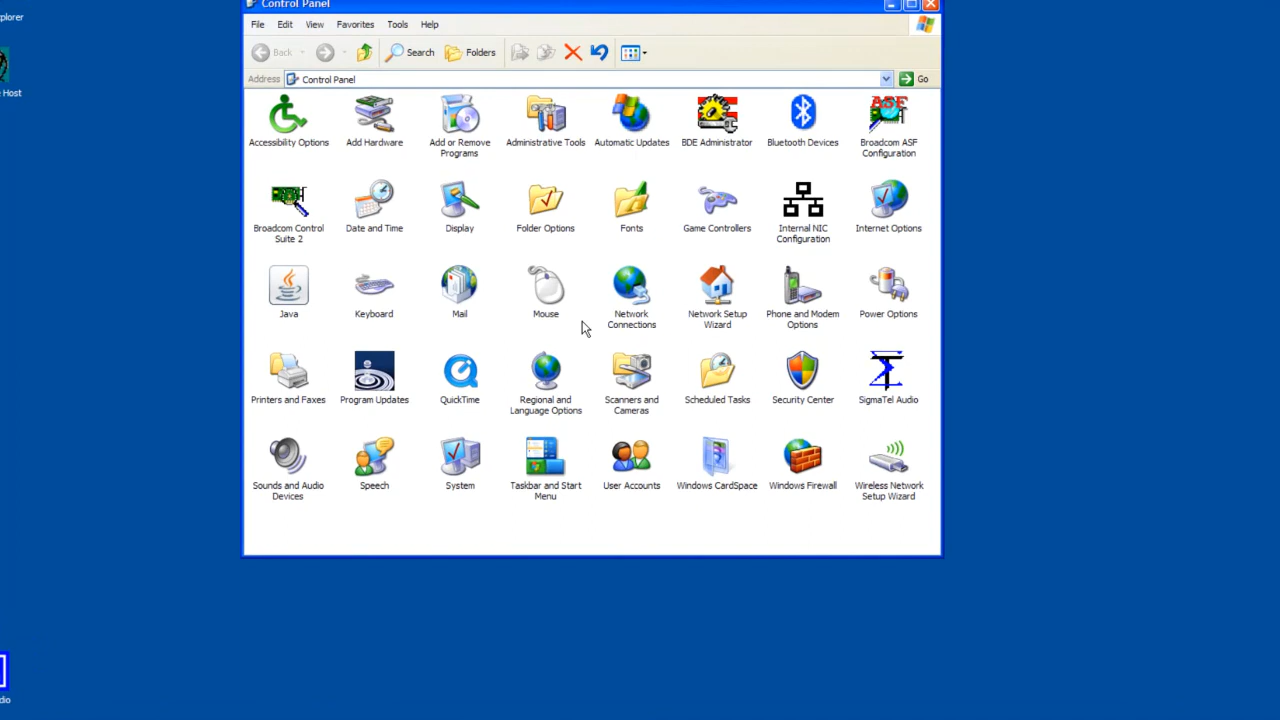 Control Panel
plorer
File Edit View Favorites Tools Help
Back Search Folders
Address Control Panel Go
Host
Accessibility Options Add Hardware Add or Remove Programs Administrative Tools Automatic Updates BDE Administrator Bluetooth Devices Broadcom ASF Configuration
Broadcom Control Suite 2 Date and Time Display Folder Options Fonts Game Controllers Internal NIC Configuration Internet Options
Java Keyboard Mail Mouse Network Connections Network Setup Wizard Phone and Modem Options Power Options
Printers and Faxes Program Updates QuickTime Regional and Language Options Scanners and Cameras Scheduled Tasks Security Center SigmaTel Audio
Sounds and Audio Devices Speech System Taskbar and Start Menu User Accounts Windows CardSpace Windows Firewall Wireless Network Setup Wizard
dio